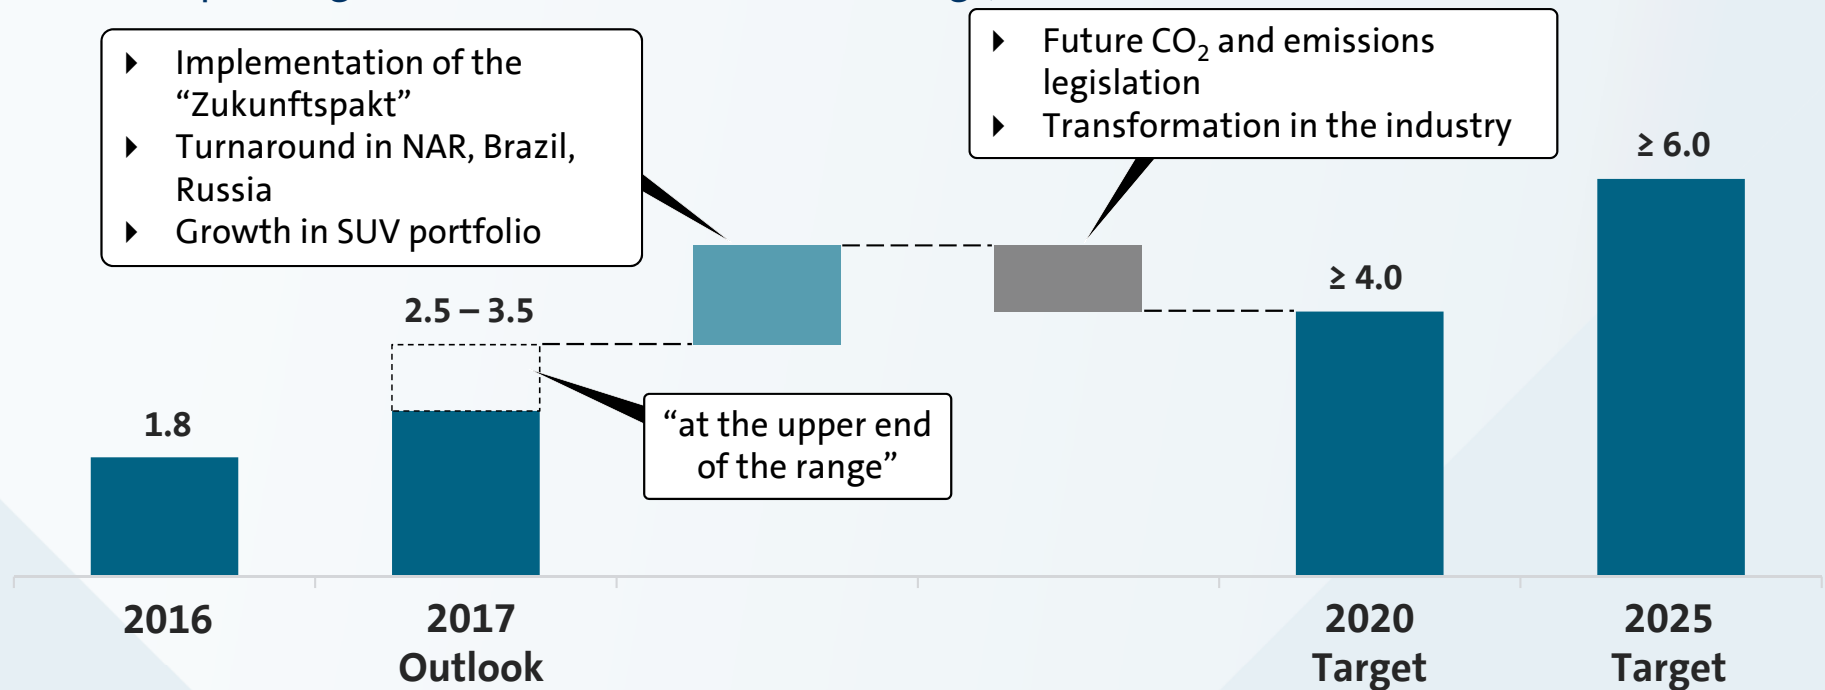 Implementation of the
“Zukunftspakt”
Turnaround in NAR, Brazil,
Russia
Growth in SUV portfolio
Future CO₂ and emissions
legislation
Transformation in the industry
≥ 6.0
≥ 4.0
2.5 – 3.5
“at the upper end
of the range”
1.8
2016
2017
Outlook
2020
Target
2025
Target